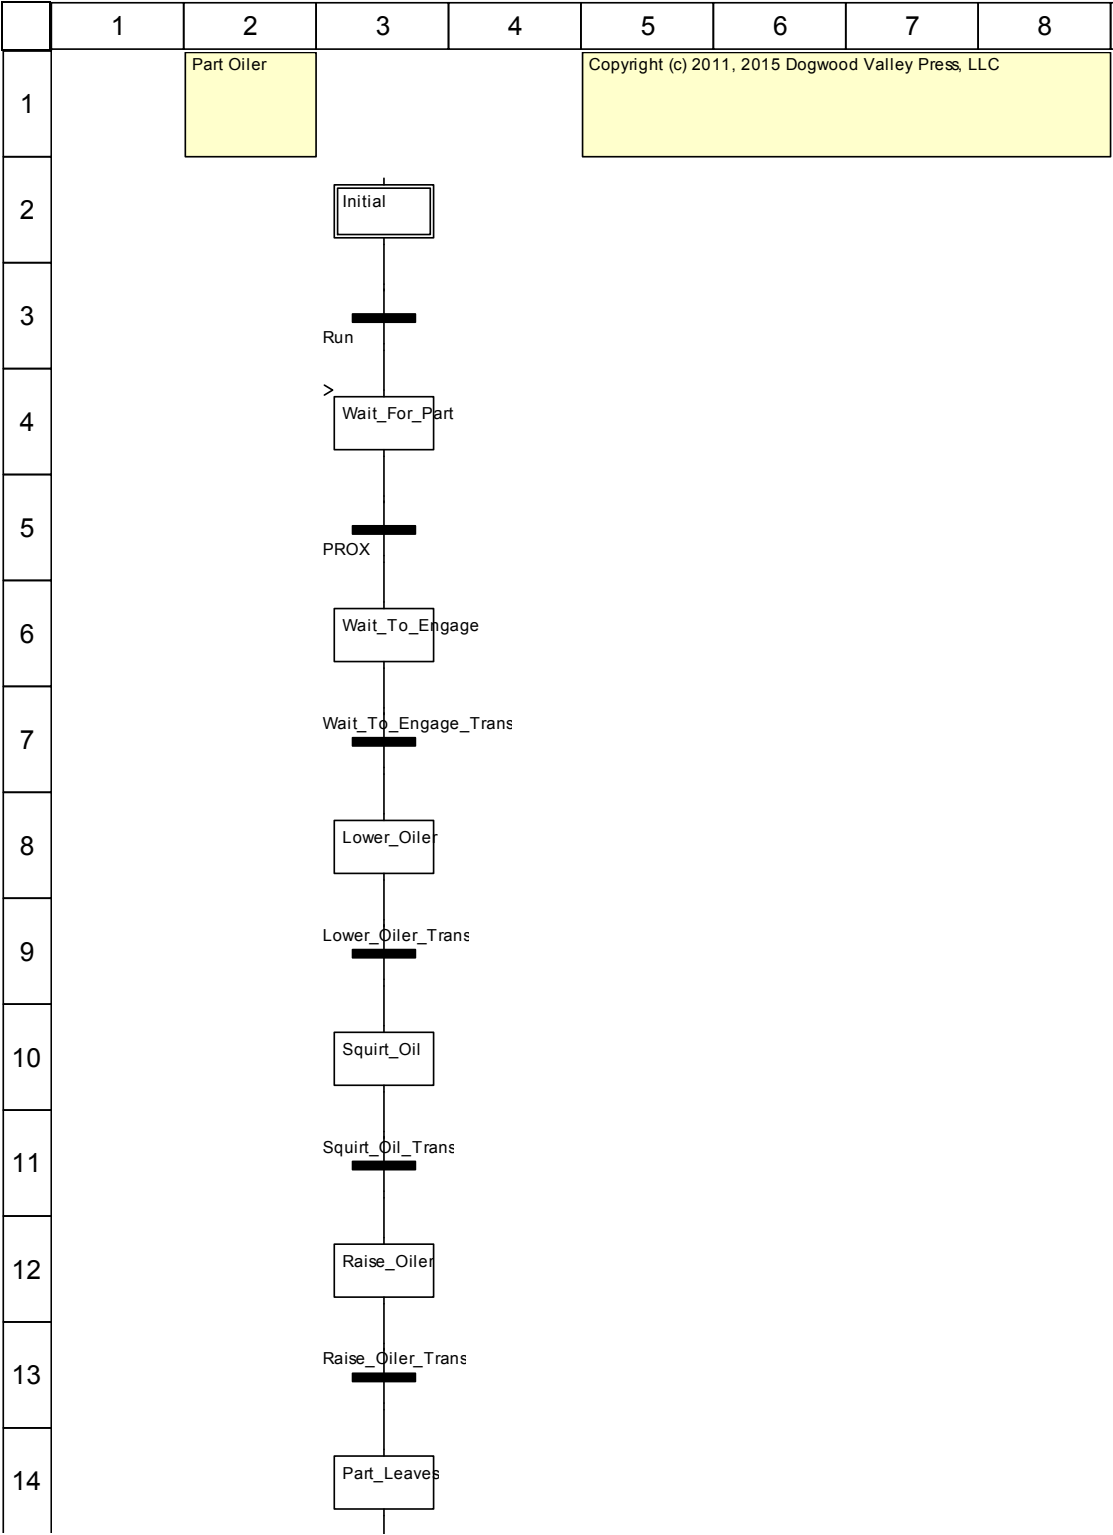 1 2 3 4 5 6 7 8
Part Oiler
Copyright (c) 2011, 2015 Dogwood Valley Press, LLC
1
2
Initial
3
Run
>
4
Wait_For_Part
5
PROX
6
Wait_To_Engage
Wait_To_Engage_Trans
7
8
Lower_Oiler
Lower_Oiler_Trans
9
10
Squirt_Oil
Squirt_Oil_Trans
11
12
Raise_Oiler
Raise_Oiler_Trans
13
14
Part_Leaves